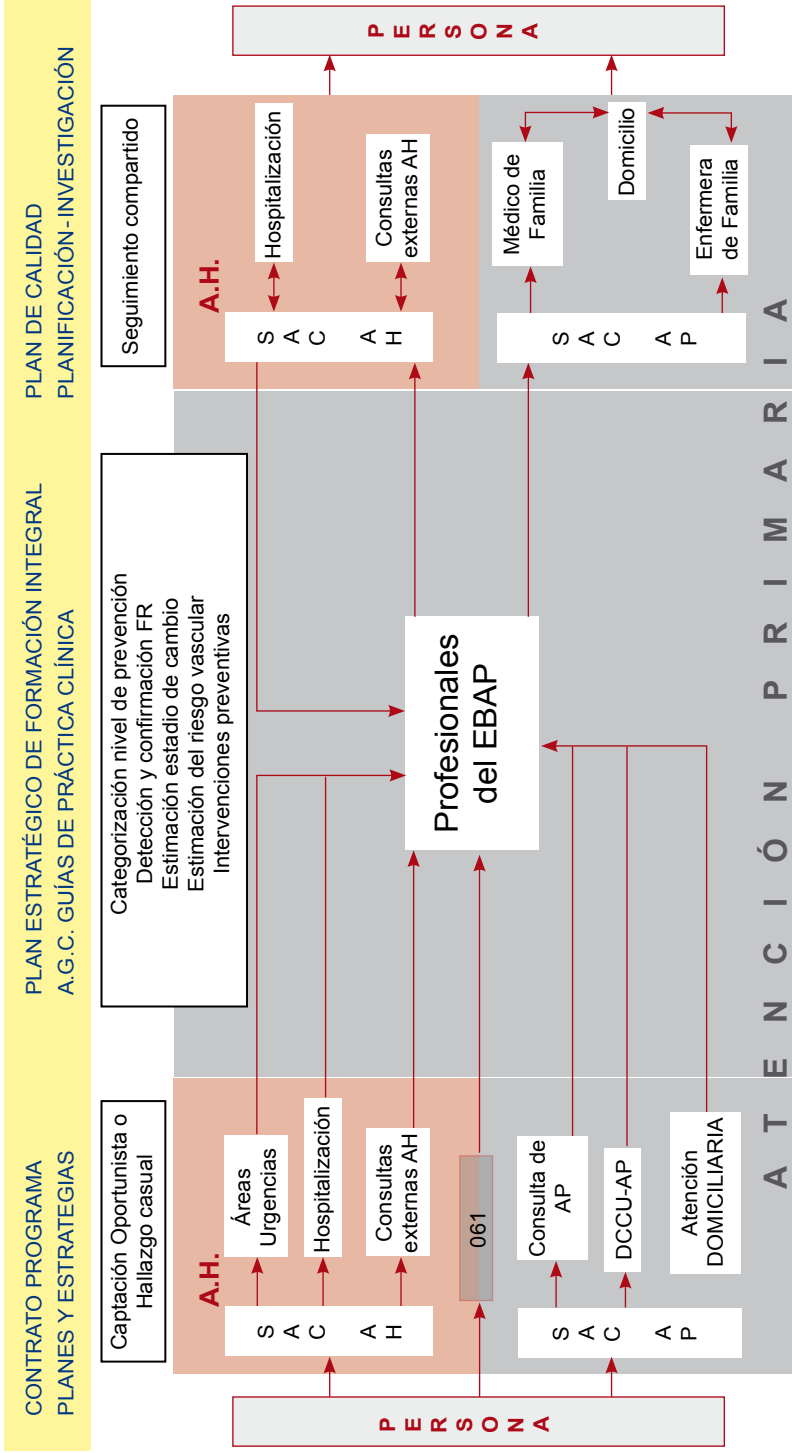 CONTRATO PROGRAMA
PLANES Y ESTRATEGIAS
PLAN ESTRATÉGICO DE FORMACIÓN INTEGRAL
A.G.C. GUÍAS DE PRÁCTICA CLÍNICA
PLAN DE CALIDAD
PLANIFICACIÓN-INVESTIGACIÓN
Captación Oportunista o
Hallazgo casual
Categorización nivel de prevención
Detección y confirmación FR
Estimación estadio de cambio
Estimación del riesgo vascular
Intervenciones preventivas
Seguimiento compartido
PERSONA
A.H.
SAC AH
Áreas
Urgencias
Hospitalización
Consultas
externas AH
061
SAC AP
Consulta de
AP
DCCU-AP
Atención
DOMICILIARIA
Profesionales
del EBAP
A.H.
SAC AH
Hospitalización
Consultas
externas AH
SAC AP
Médico de
Familia
Domicilio
Enfermera
de Familia
PERSONA
ATENCIÓN PRIMARIA